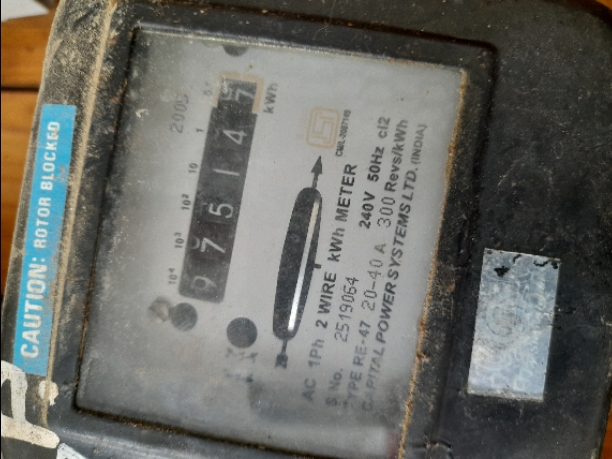 CAUTION: ROTOR BLOCKED
2009
10⁴ 10³ 10² 10 1 0.1
9 7 5 1 4 7 kWh
CM/L-
AC 1Ph. 2 WIRE kWh METER
S. No. 2519064 240V 50Hz cl2
TYPE RE-47 20-40 A 300 Revs/kWh
CAPITAL POWER SYSTEMS LTD. (INDIA)